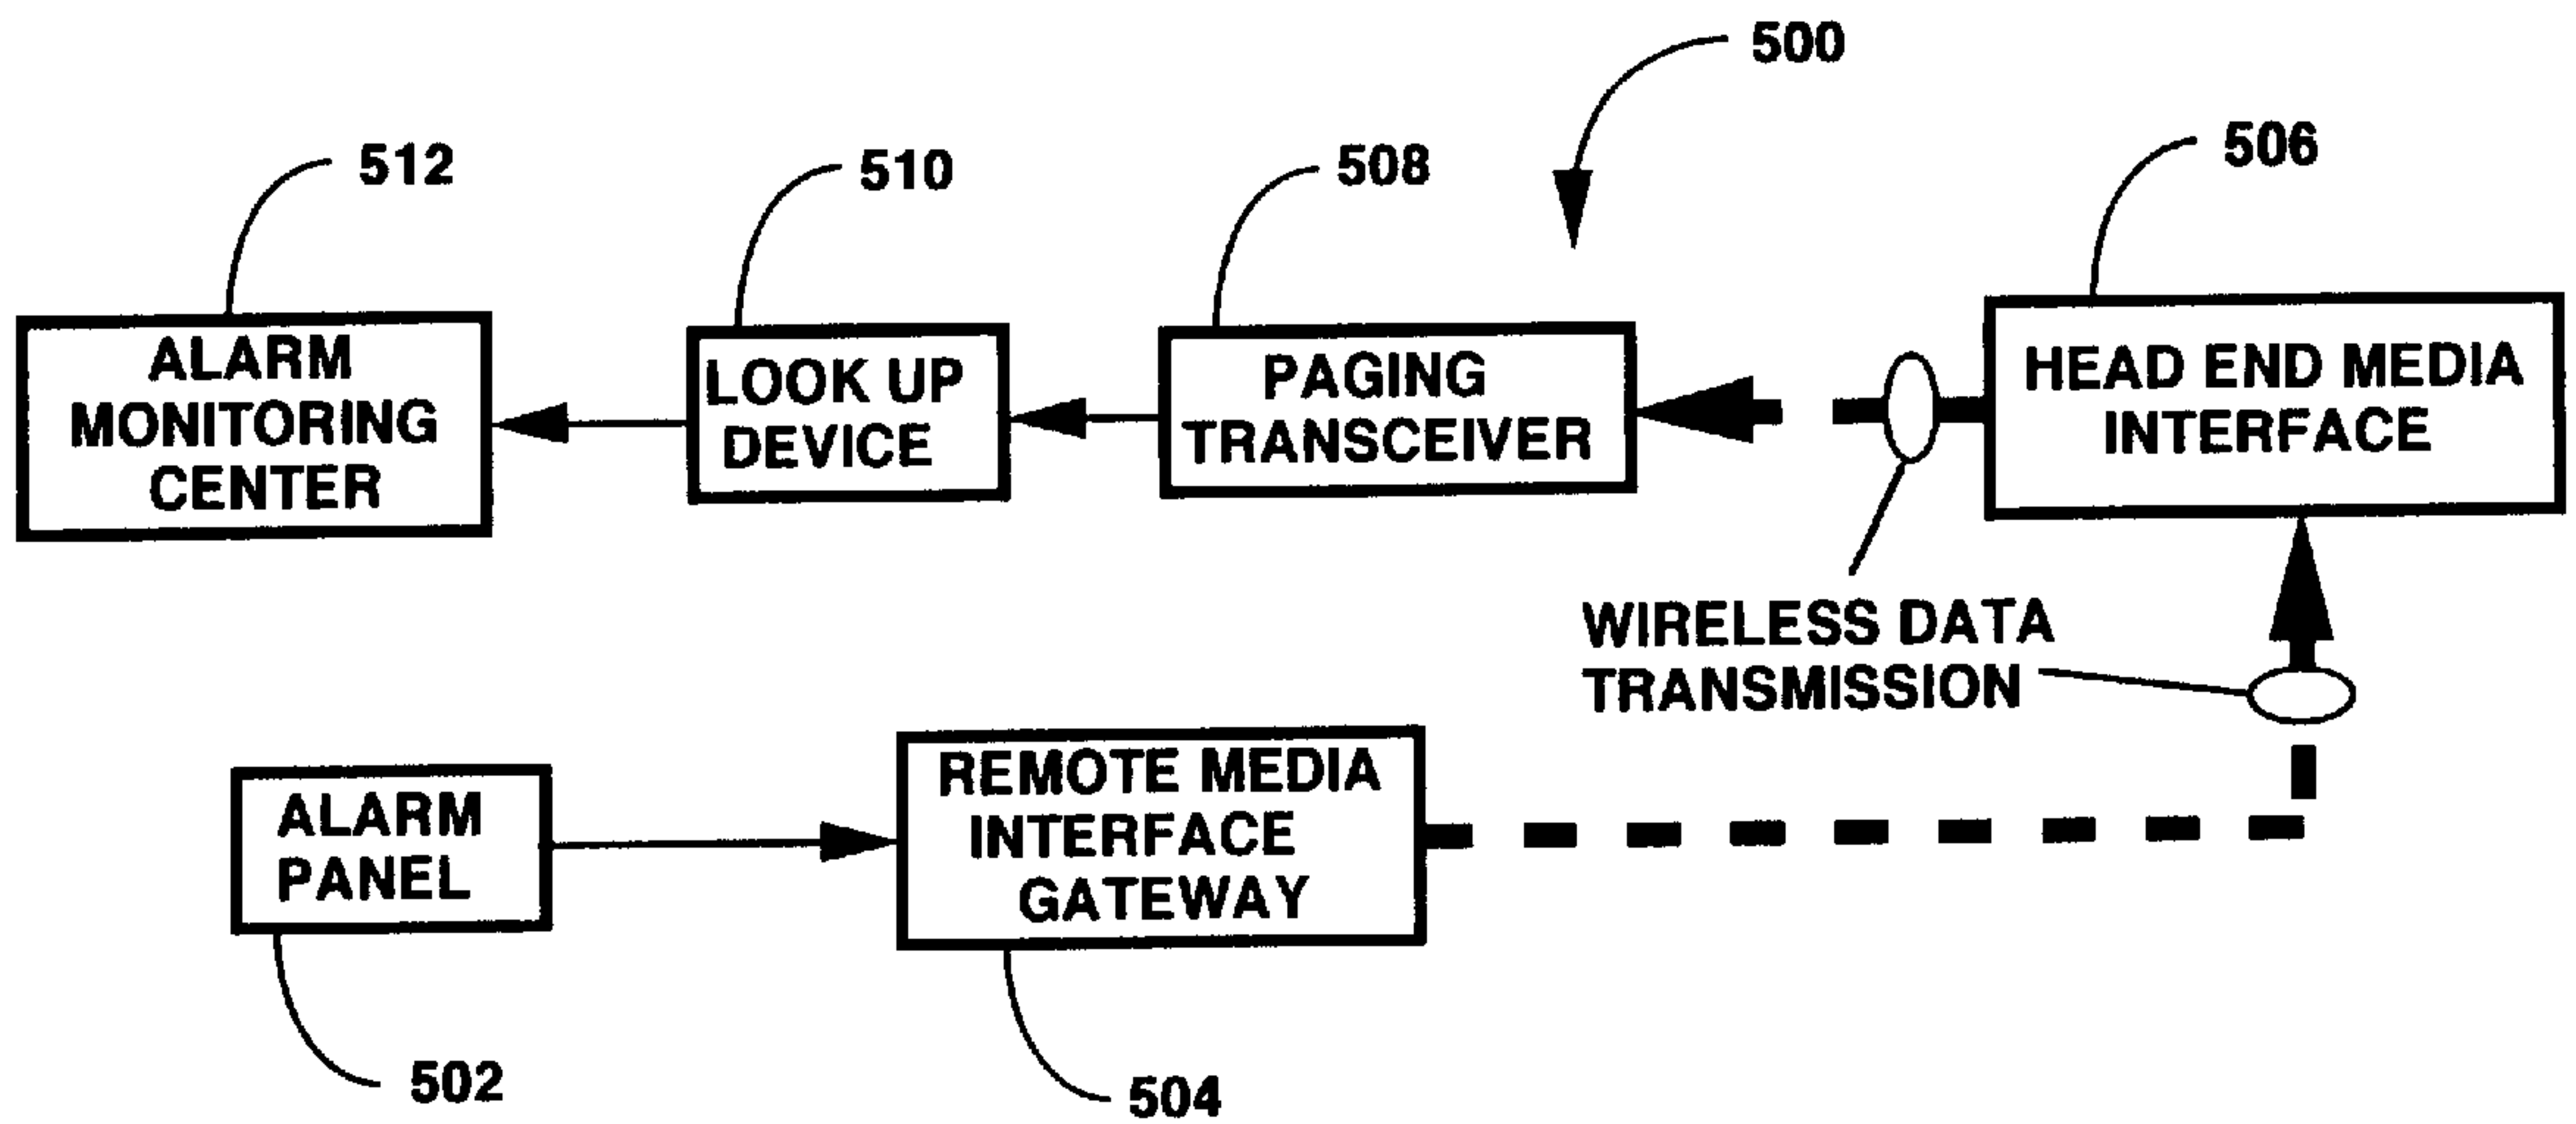 500
512
510
508
506
ALARM
MONITORING
CENTER
LOOK UP
DEVICE
PAGING
TRANSCEIVER
HEAD END MEDIA
INTERFACE
WIRELESS DATA
TRANSMISSION
ALARM
PANEL
REMOTE MEDIA
INTERFACE
GATEWAY
502
504